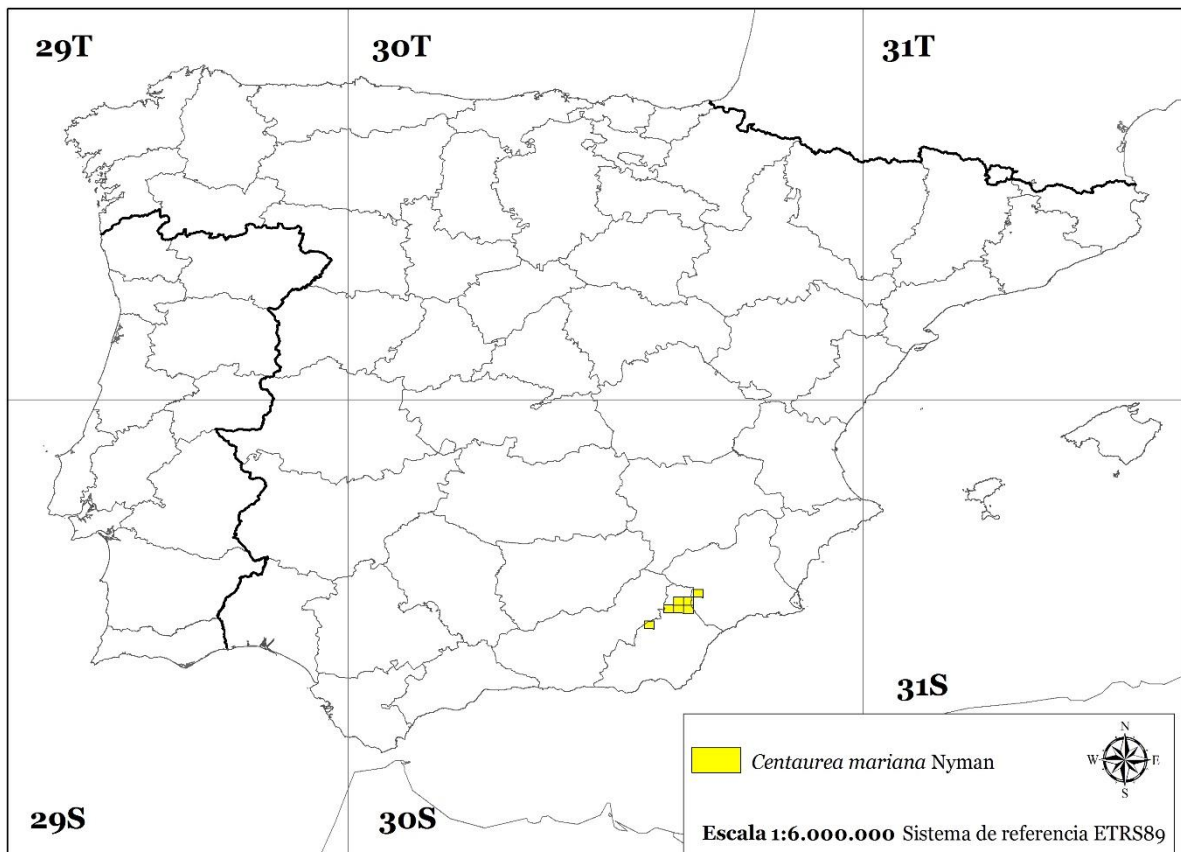 29T 30T 31T
31S
N
Centaurea mariana Nyman W E
S
29S 30S Escala 1:6.000.000 Sistema de referencia ETRS89